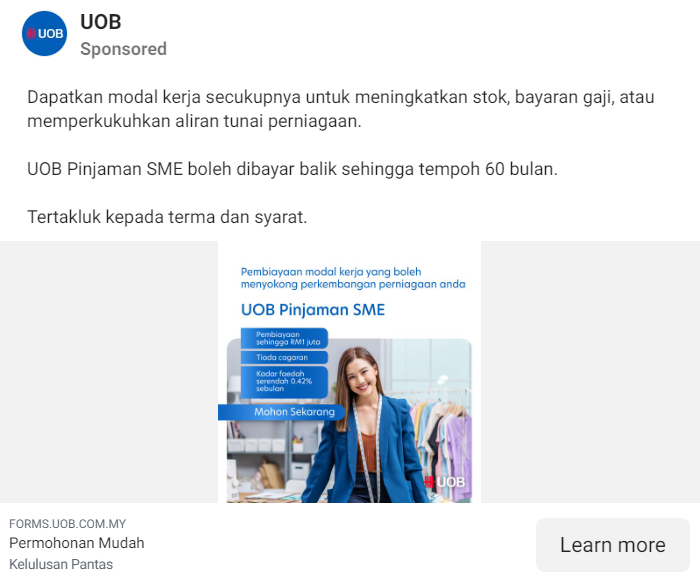 UOB
UOB
Sponsored
Dapatkan modal kerja secukupnya untuk meningkatkan stok, bayaran gaji, atau
memperkukuhkan aliran tunai perniagaan.
UOB Pinjaman SME boleh dibayar balik sehingga tempoh 60 bulan.
Tertakluk kepada terma dan syarat.
Pembiayaan modal kerja yang boleh
menyokong perkembangan perniagaan anda
UOB Pinjaman SME
Pembiayaan
sehingga RM1 juta
Tiada cagaran
Kadar faedah
serendah 0.42%
sebulan
Mohon Sekarang
UOB
FORMS.UOB.COM.MY
Permohonan Mudah
Kelulusan Pantas
Learn more